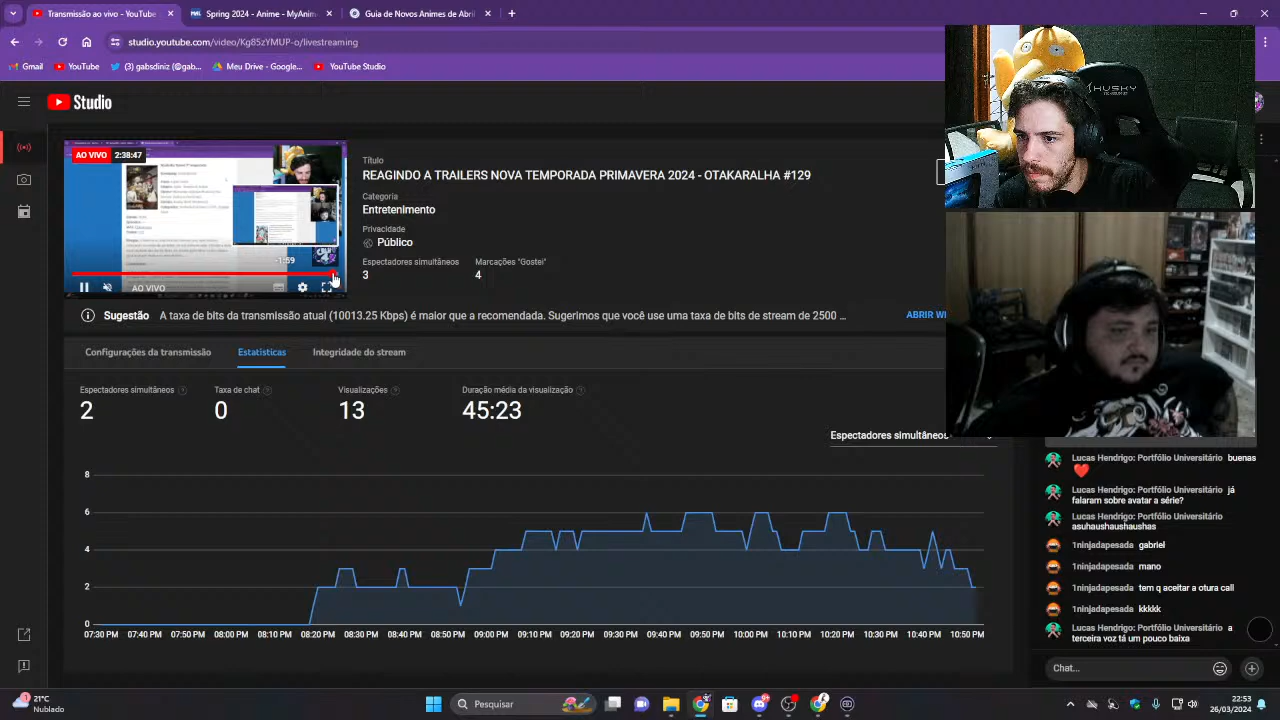 Transmissão ao vivo - YouTube
Spring 2024 - Anime - MyAnim
Guia de Novos Animes de Abril
studio.youtube.com/video/Kg85zVRUP-o/livestreaming
Gmail
YouTube
(3) gabsdiniz (@gab...
Meu Drive - Google...
YouTube Studio
Studio
HUSKY
AO VIVO
2:38:47
-1:59
AO VIVO
Título
REAGINDO A TRAILERS NOVA TEMPORADA PRIMAVERA 2024 - OTAKARALHA #129
Categoria
Entretenimento
Privacidade
Público
Espectadores simultâneos
Marcações "Gostei"
3
4
Sugestão
A taxa de bits da transmissão atual (10013.25 Kbps) é maior que a recomendada. Sugerimos que você use uma taxa de bits de stream de 2500 ...
ABRIR WE
Configurações da transmissão
Estatísticas
Integridade do stream
Espectadores simultâneos
Taxa de chat
Visualizações
Duração média da visualização
2
0
13
45:23
Espectadores simultâneos
8
6
4
2
0
07:30 PM 07:40 PM 07:50 PM 08:00 PM 08:10 PM 08:20 PM 08:30 PM 08:40 PM 08:50 PM 09:00 PM 09:10 PM 09:20 PM 09:30 PM 09:40 PM 09:50 PM 10:00 PM 10:10 PM 10:20 PM 10:30 PM 10:40 PM 10:50 PM
Lucas Hendrigo: Portfólio Universitário buenas
Lucas Hendrigo: Portfólio Universitário já
falaram sobre avatar a série?
Lucas Hendrigo: Portfólio Universitário
asuhaushaushaushas
1ninjadapesada gabriel
1ninjadapesada mano
1ninjadapesada tem q aceitar a otura call
1ninjadapesada kkkkk
Lucas Hendrigo: Portfólio Universitário a
terceira voz tá um pouco baixa
Chat...
21°C
Nublado
Pesquisar
22:53
26/03/2024